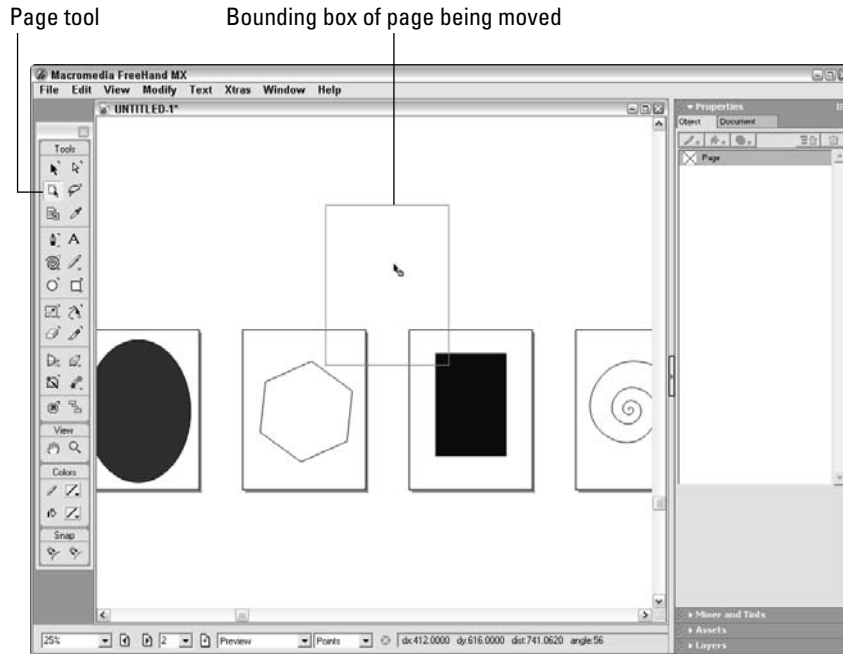 Page tool
Bounding box of page being moved
Macromedia FreeHand MX
File Edit View Modify Text Xtras Window Help
UNTITLED-1*
Properties
Object Document
Page
Tools
View
Colors
Snap
Mixer and Tints
Assets
Layers
25% 2 Preview Points dx:412.0000 dy:616.0000 dist:741.0620 angle:56